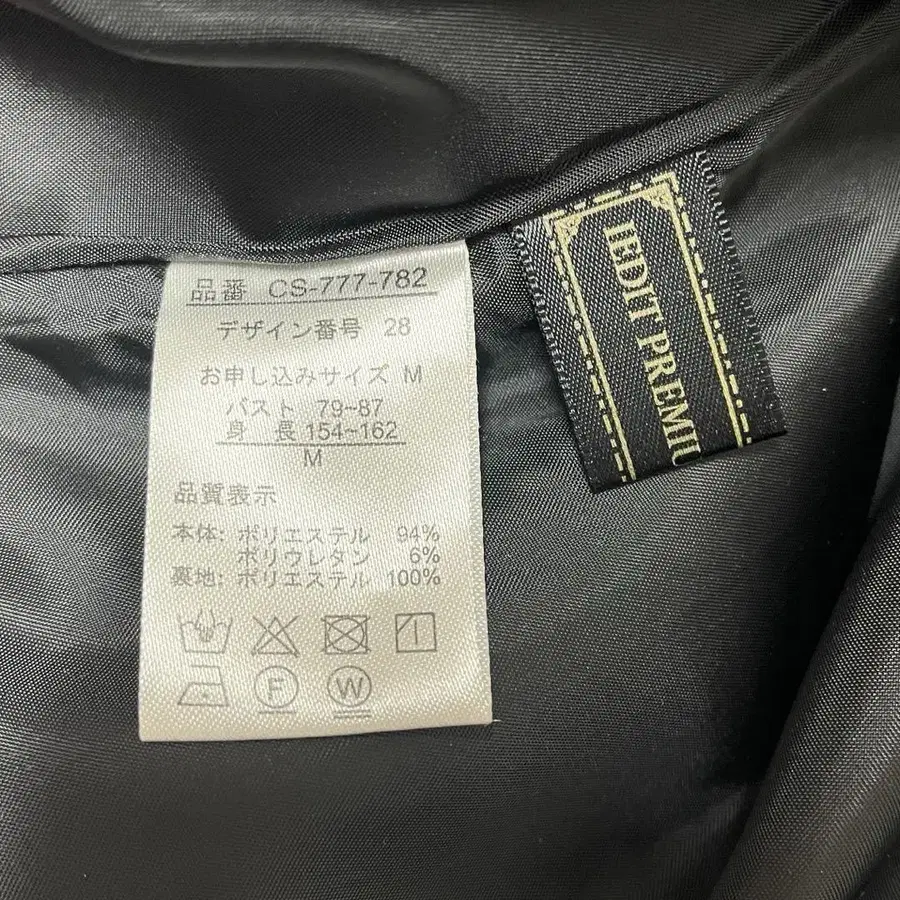 品番 CS-777-782
デザイン番号 28
お申し込みサイズ M
バスト 79~87
身 長 154~162
M
品質表示
本体: ポリエステル 94%
ポリウレタン 6%
裏地: ポリエステル 100%
F W
IEDIT PREMIU